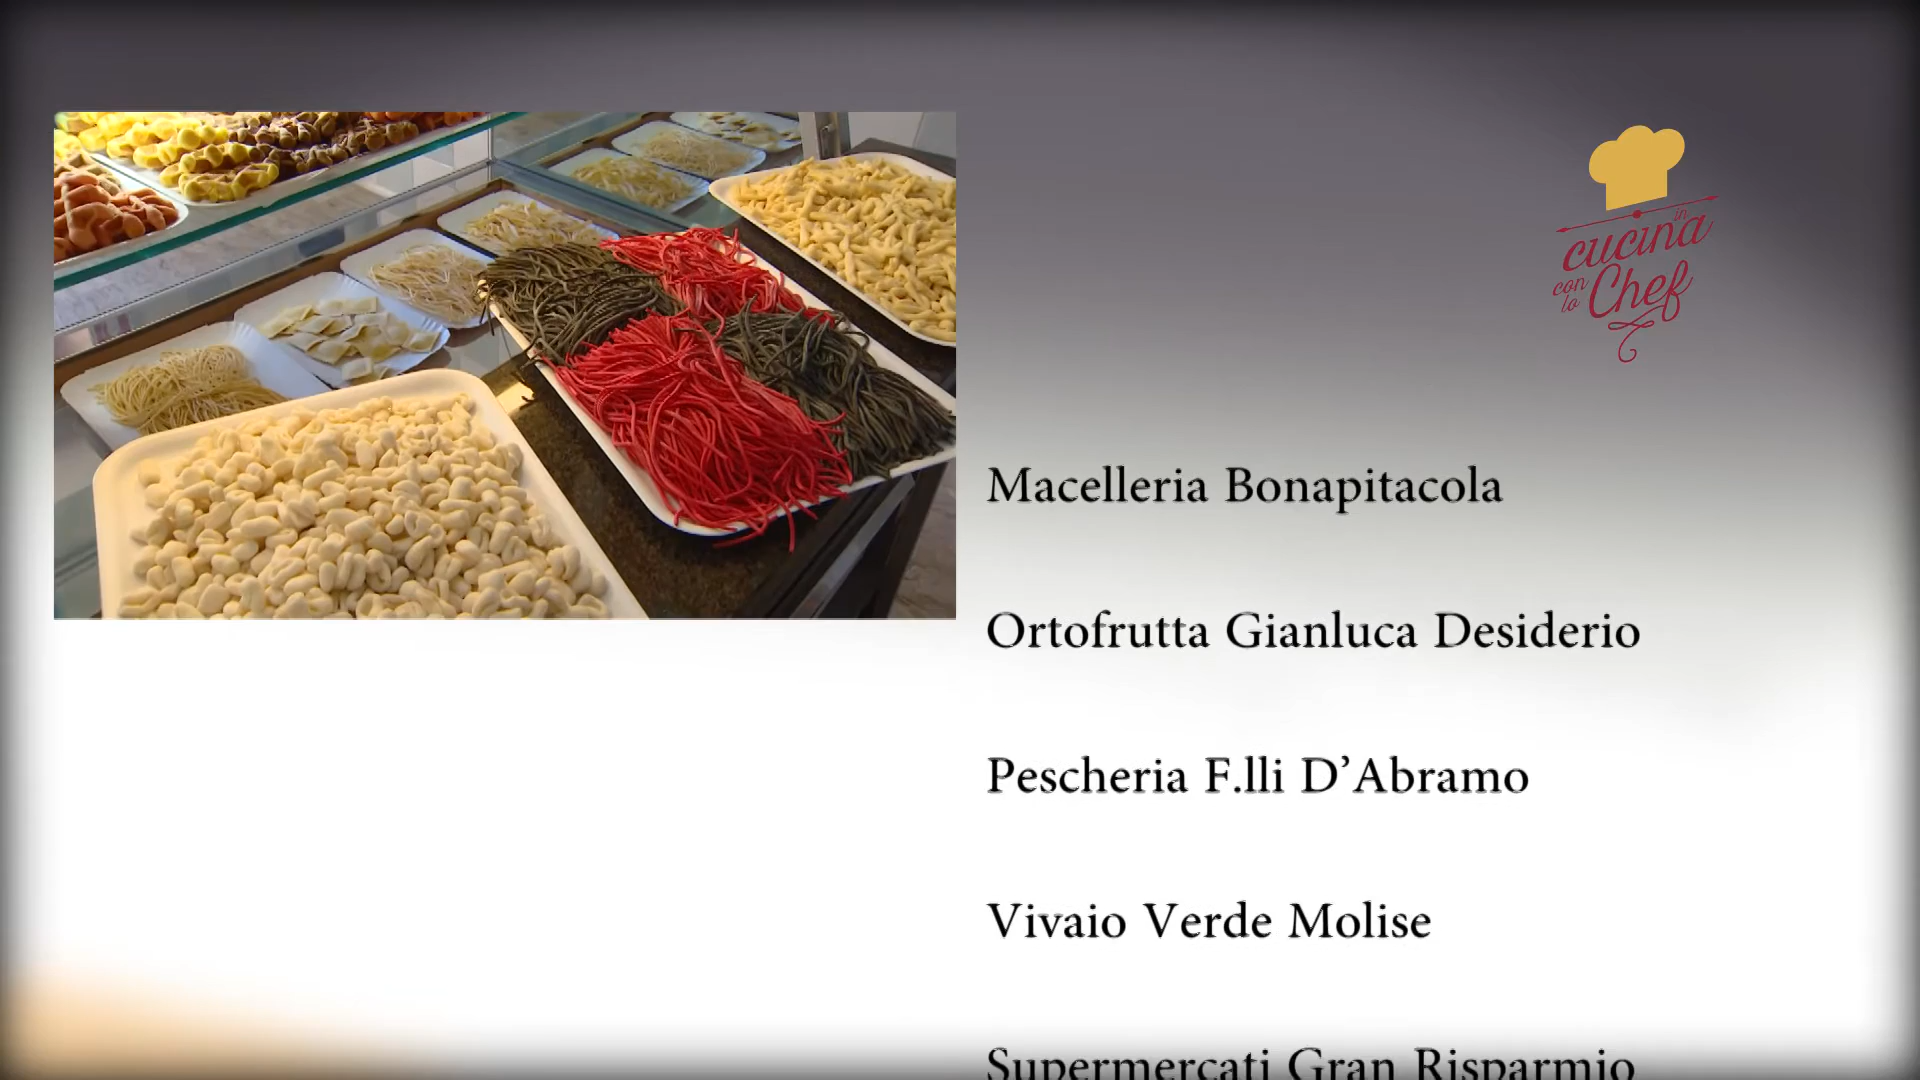 in
cucina
con
lo
Chef
Macelleria Bonapitacola
Ortofrutta Gianluca Desiderio
Pescheria F.lli D’Abramo
Vivaio Verde Molise
Supermercati Gran Risparmio